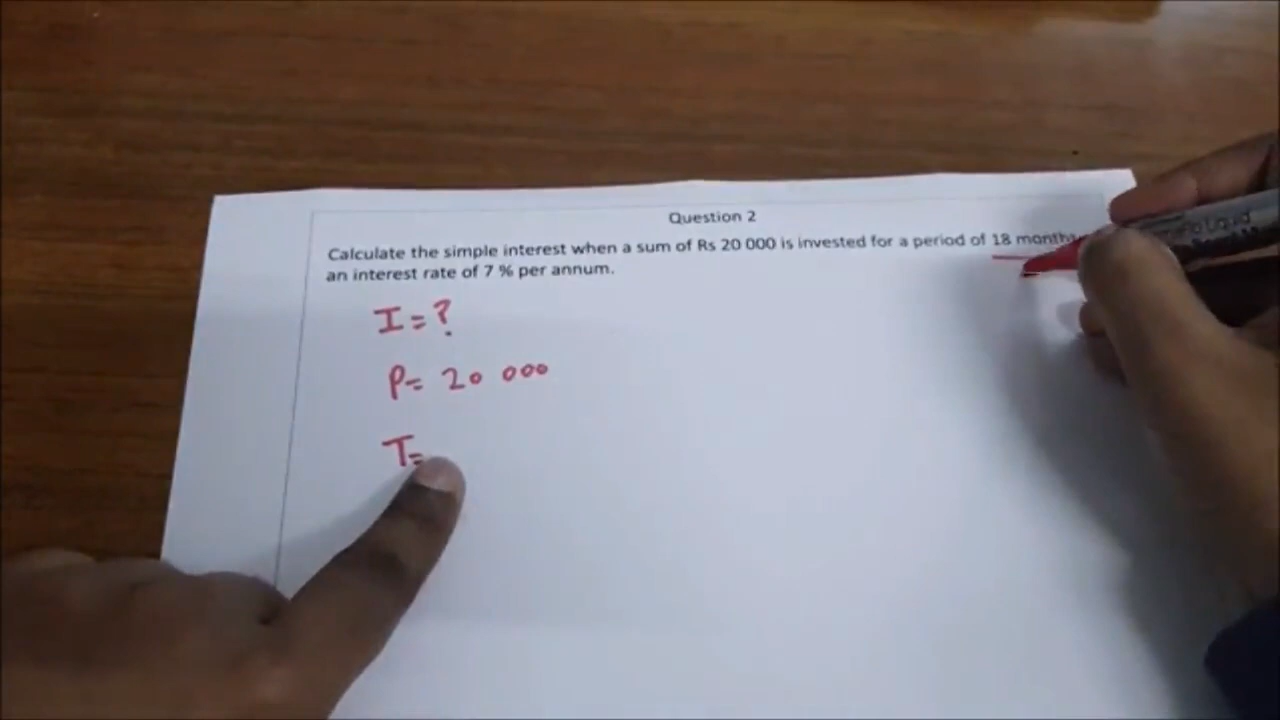 Question 2
Calculate the simple interest when a sum of Rs 20 000 is invested for a period of 18 months
an interest rate of 7 % per annum.
I = ?
P= 20 000
T=
Liquid